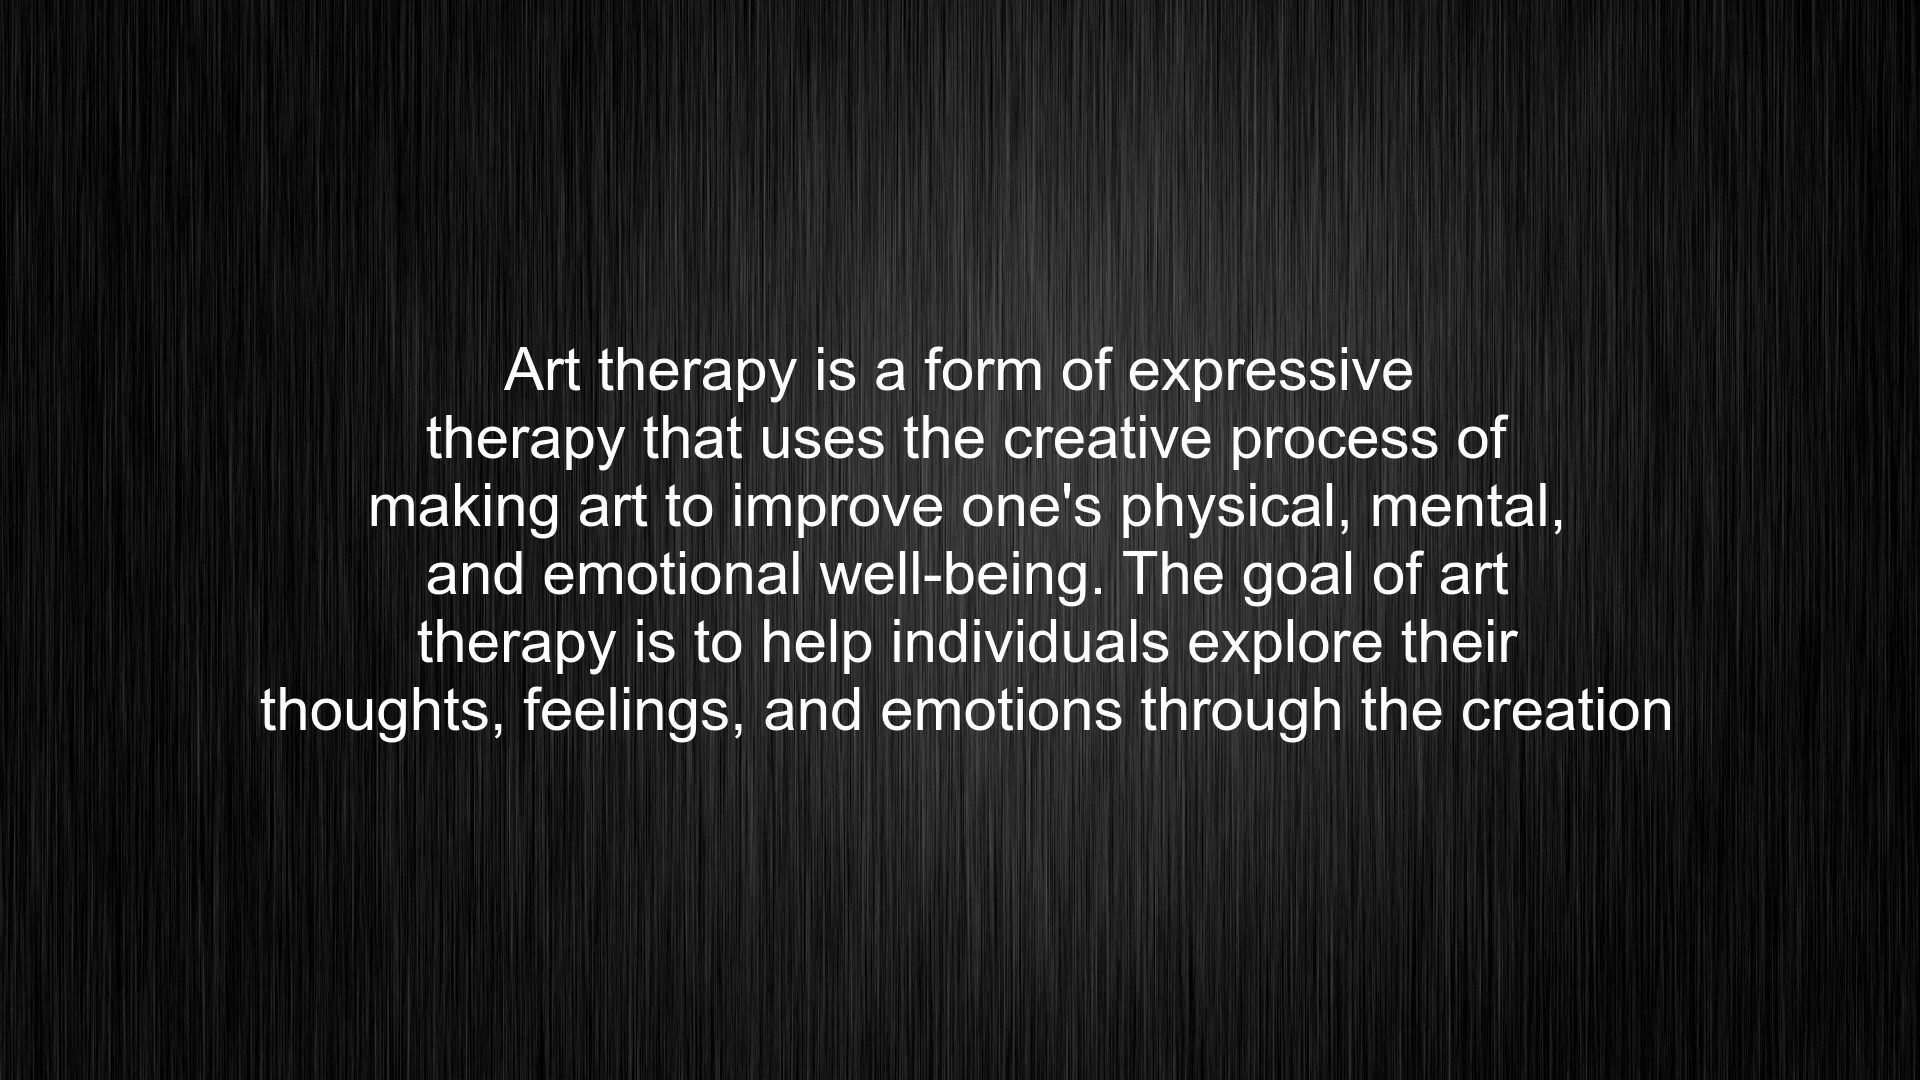 Art therapy is a form of expressive
therapy that uses the creative process of
making art to improve one's physical, mental,
and emotional well-being. The goal of art
therapy is to help individuals explore their
thoughts, feelings, and emotions through the creation